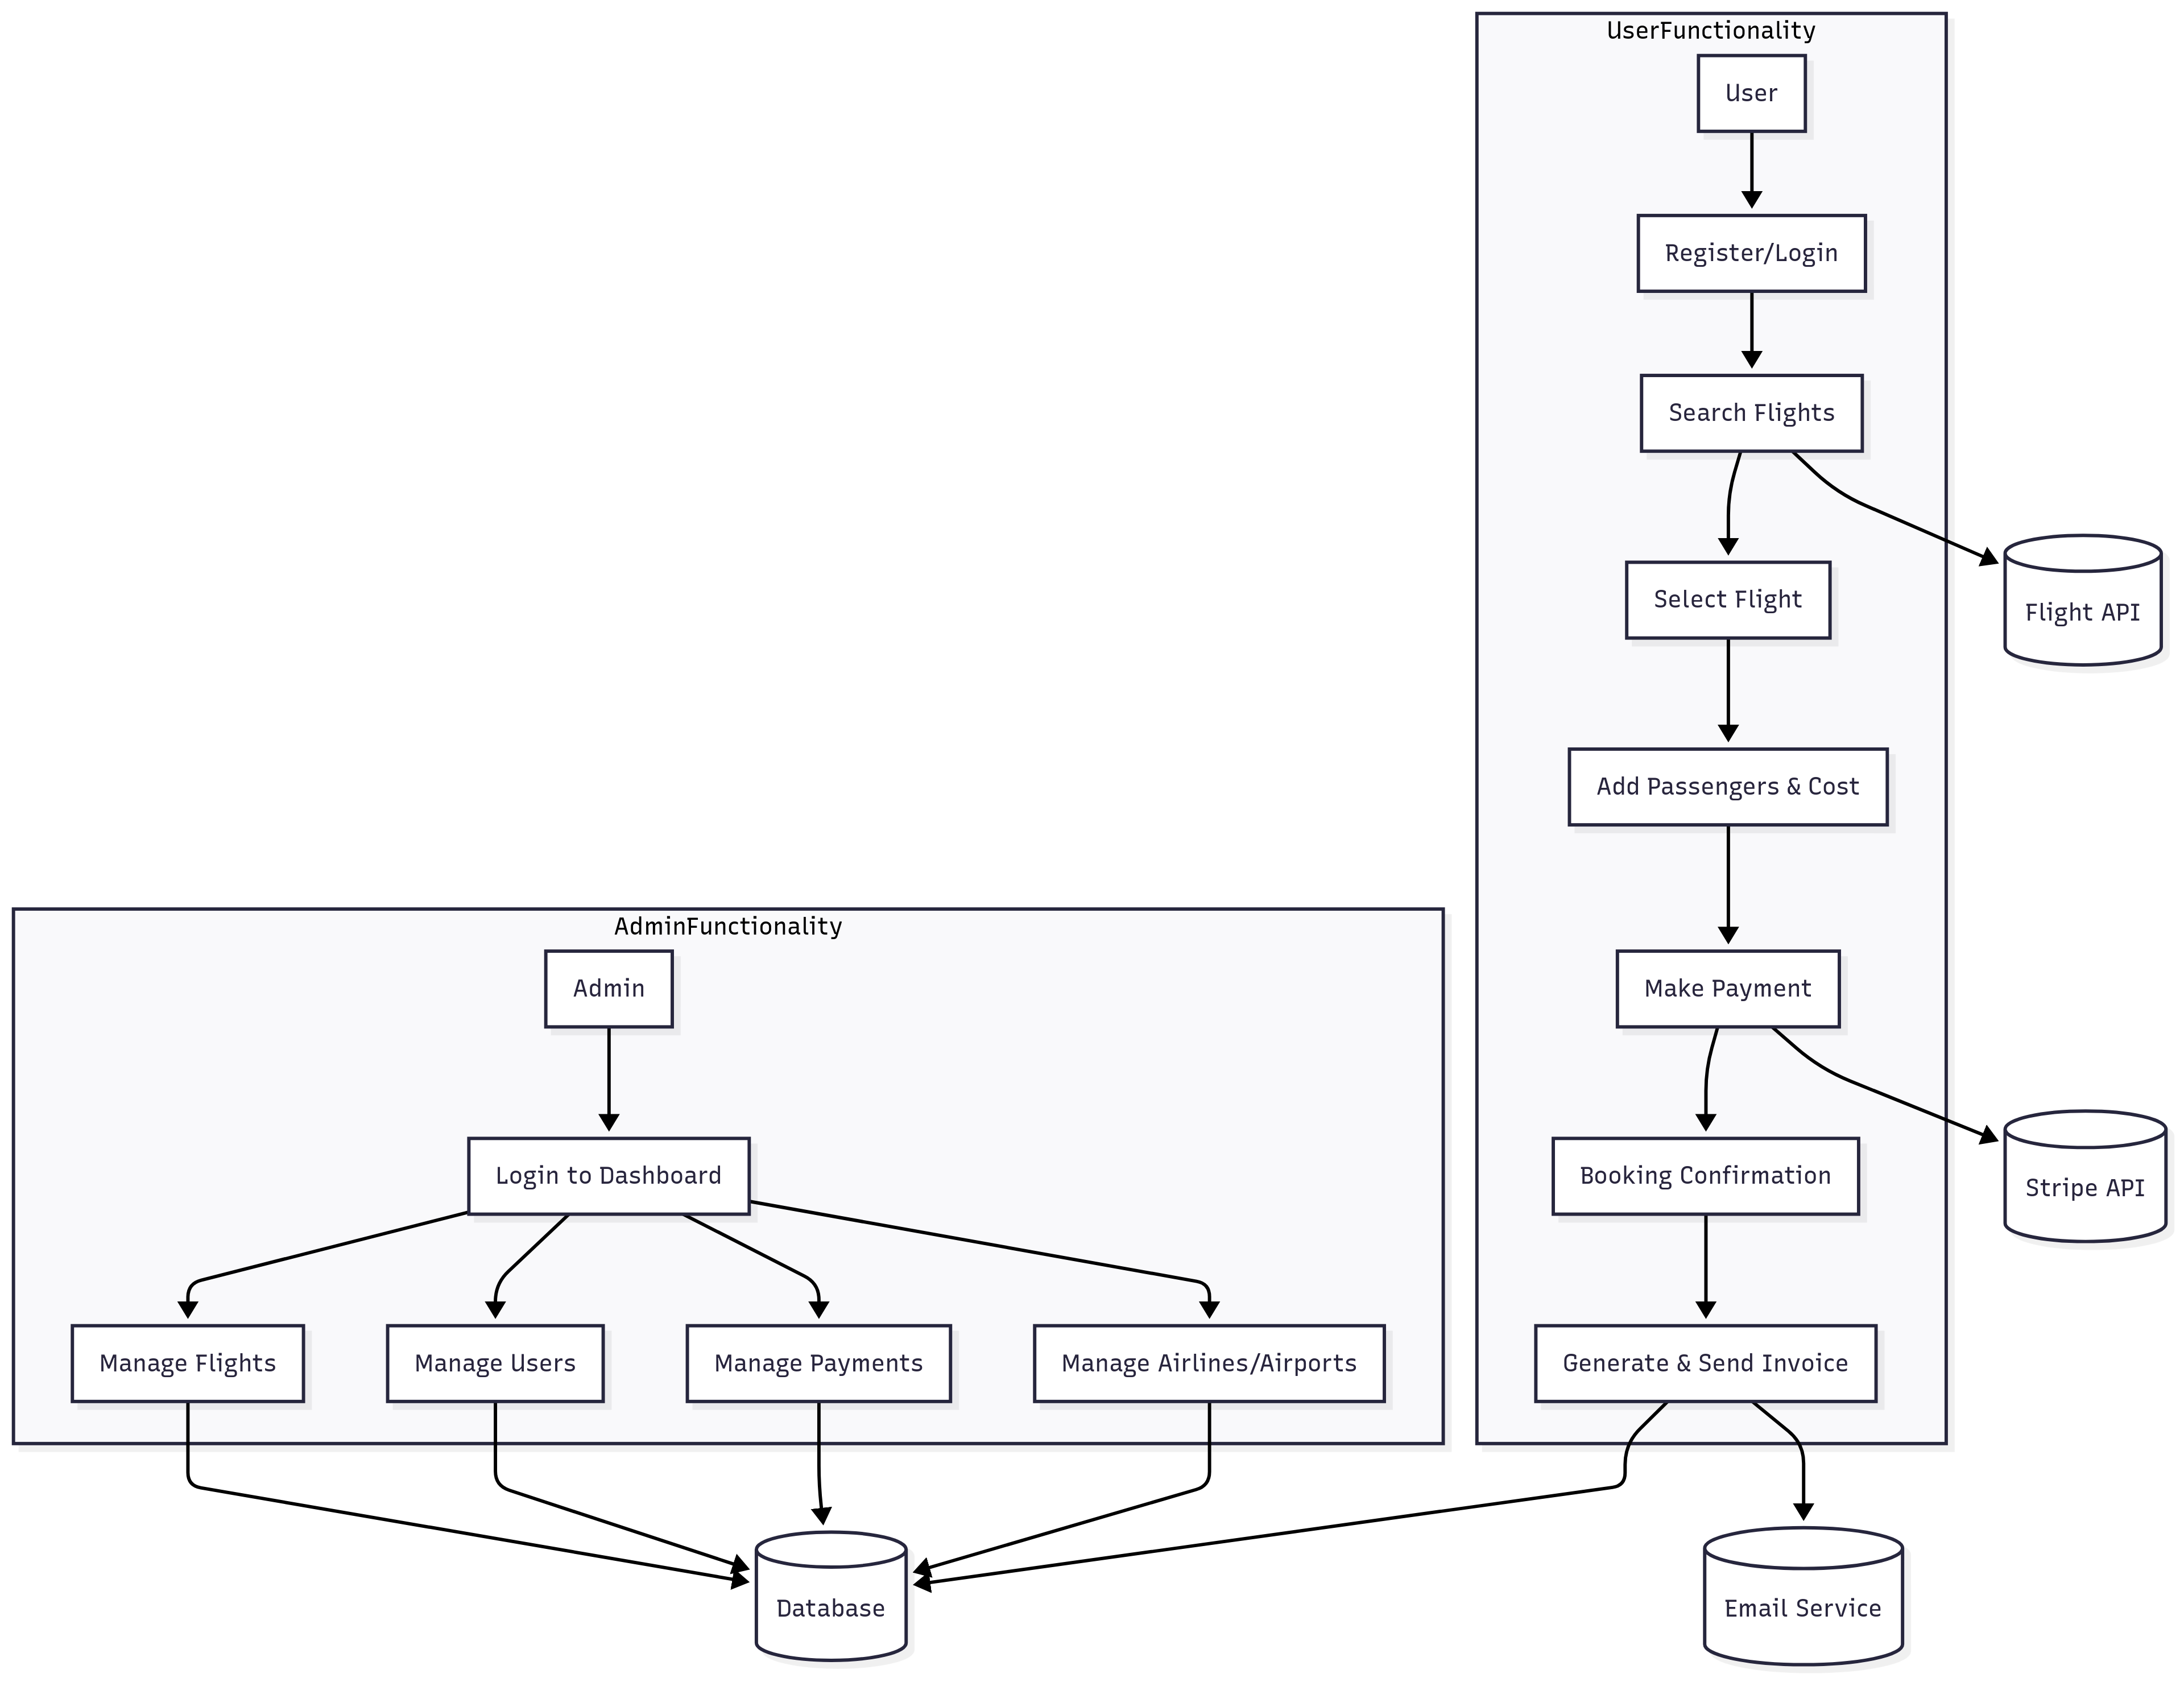 UserFunctionality
User
Register/Login
Search Flights
Select Flight
Flight API
Add Passengers & Cost
AdminFunctionality
Admin
Make Payment
Login to Dashboard
Booking Confirmation
Stripe API
Manage Flights
Manage Users
Manage Payments
Manage Airlines/Airports
Generate & Send Invoice
Database
Email Service